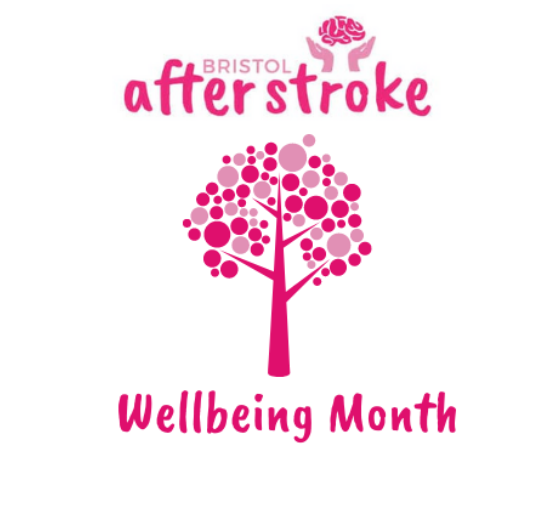 BRISTOL
after stroke
Wellbeing Month